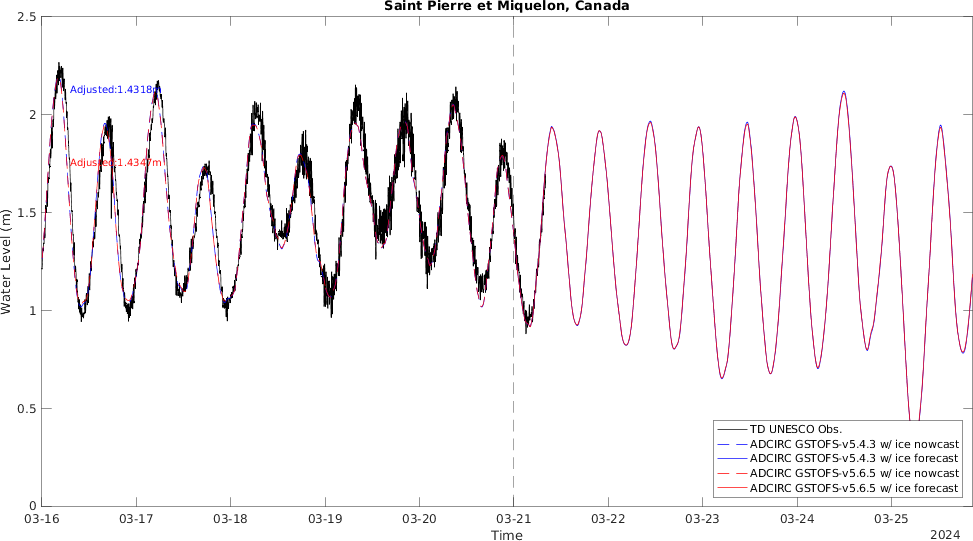 Saint Pierre et Miquelon, Canada
2.5
2
1.5
1
0.5
0
Water Level (m)
Adjusted:1.4318m
Adjusted:1.4347m
TD UNESCO Obs.
ADCIRC GSTOFS-v5.4.3 w/ ice nowcast
ADCIRC GSTOFS-v5.4.3 w/ ice forecast
ADCIRC GSTOFS-v5.6.5 w/ ice nowcast
ADCIRC GSTOFS-v5.6.5 w/ ice forecast
03-16 03-17 03-18 03-19 03-20 03-21 03-22 03-23 03-24 03-25
Time
2024